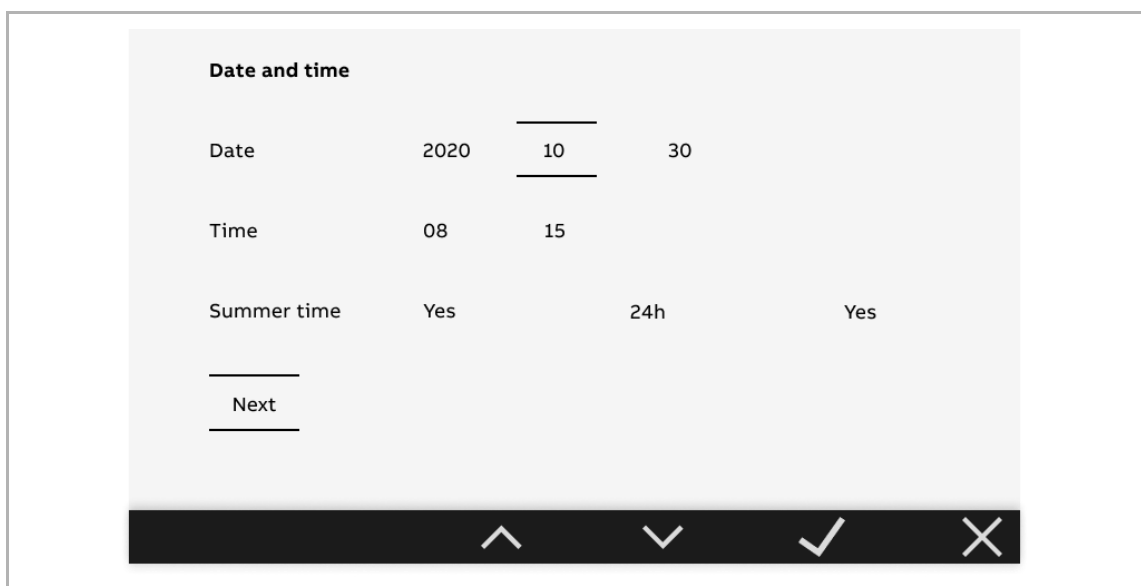 Date and time
Date 2020 10 30
Time 08 15
Summer time Yes 24h Yes
Next